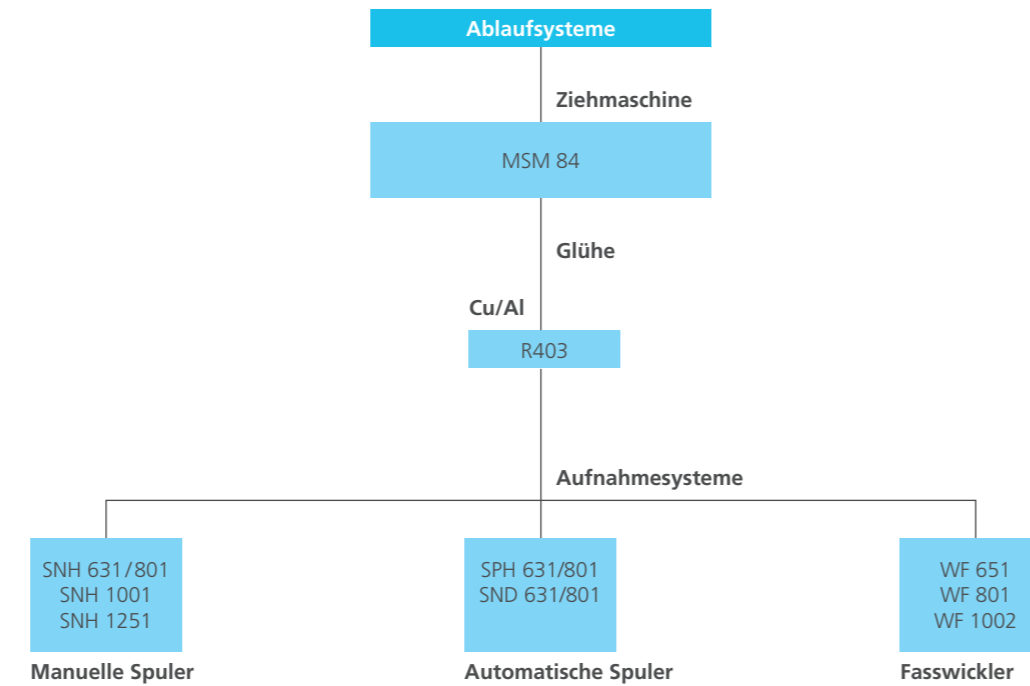 Ablaufsysteme
Ziehmaschine
MSM 84
Glühe
Cu/Al
R403
Aufnahmesysteme
SNH 631/801
SNH 1001
SNH 1251
Manuelle Spuler
SPH 631/801
SND 631/801
Automatische Spuler
WF 651
WF 801
WF 1002
Fasswickler